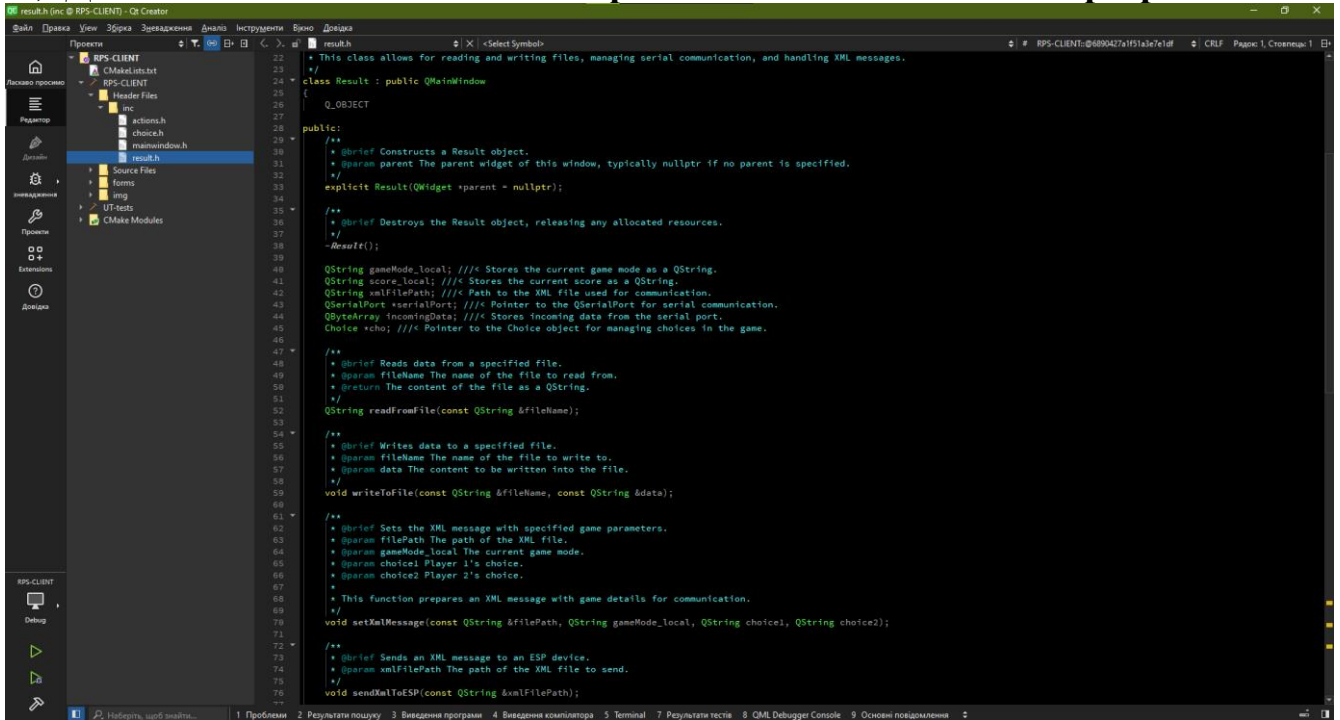 result.h (inc @ RPS-CLIENT) - Qt Creator
Файл Правка View Збірка Зневадження Аналіз Інструменти Вікно Довідка
Проекти
result.h
<Select Symbol>
# RPS-CLIENT::@6890427a1f51a3e7e1df
CRLF
Рядок: 1, Стовпець: 1
Ласкаво просимо
Редактор
Дизайн
зневадження
Проекти
Extensions
Довідка
RPS-CLIENT
Debug
RPS-CLIENT
CMakeLists.txt
RPS-CLIENT
Header Files
inc
actions.h
choice.h
mainwindow.h
result.h
Source Files
forms
img
UT-tests
CMake Modules
22 * This class allows for reading and writing files, managing serial communication, and handling XML messages.
23 */
24 class Result : public QMainWindow
25 {
26 Q_OBJECT
27
28 public:
29 /**
30 * @brief Constructs a Result object.
31 * @param parent The parent widget of this window, typically nullptr if no parent is specified.
32 */
33 explicit Result(QWidget *parent = nullptr);
34
35 /**
36 * @brief Destroys the Result object, releasing any allocated resources.
37 */
38 ~Result();
39
40 QString gameMode_local; ///< Stores the current game mode as a QString.
41 QString score_local; ///< Stores the current score as a QString.
42 QString xmlFilePath; ///< Path to the XML file used for communication.
43 QSerialPort *serialPort; ///< Pointer to the QSerialPort for serial communication.
44 QByteArray incomingData; ///< Stores incoming data from the serial port.
45 Choice *cho; ///< Pointer to the Choice object for managing choices in the game.
46
47 /**
48 * @brief Reads data from a specified file.
49 * @param fileName The name of the file to read from.
50 * @return The content of the file as a QString.
51 */
52 QString readFromFile(const QString &fileName);
53
54 /**
55 * @brief Writes data to a specified file.
56 * @param fileName The name of the file to write to.
57 * @param data The content to be written into the file.
58 */
59 void writeToFile(const QString &fileName, const QString &data);
60
61 /**
62 * @brief Sets the XML message with specified game parameters.
63 * @param filePath The path of the XML file.
64 * @param gameMode_local The current game mode.
65 * @param choice1 Player 1's choice.
66 * @param choice2 Player 2's choice.
67 *
68 * This function prepares an XML message with game details for communication.
69 */
70 void setXmlMessage(const QString &filePath, QString gameMode_local, QString choice1, QString choice2);
71
72 /**
73 * @brief Sends an XML message to an ESP device.
74 * @param xmlFilePath The path of the XML file to send.
75 */
76 void sendXmlToESP(const QString &xmlFilePath);
Наберіть, щоб знайти...
1 Проблеми 2 Результати пошуку 3 Виведення програми 4 Виведення компілятора 5 Terminal 7 Результати тестів 8 QML Debugger Console 9 Основні повідомлення